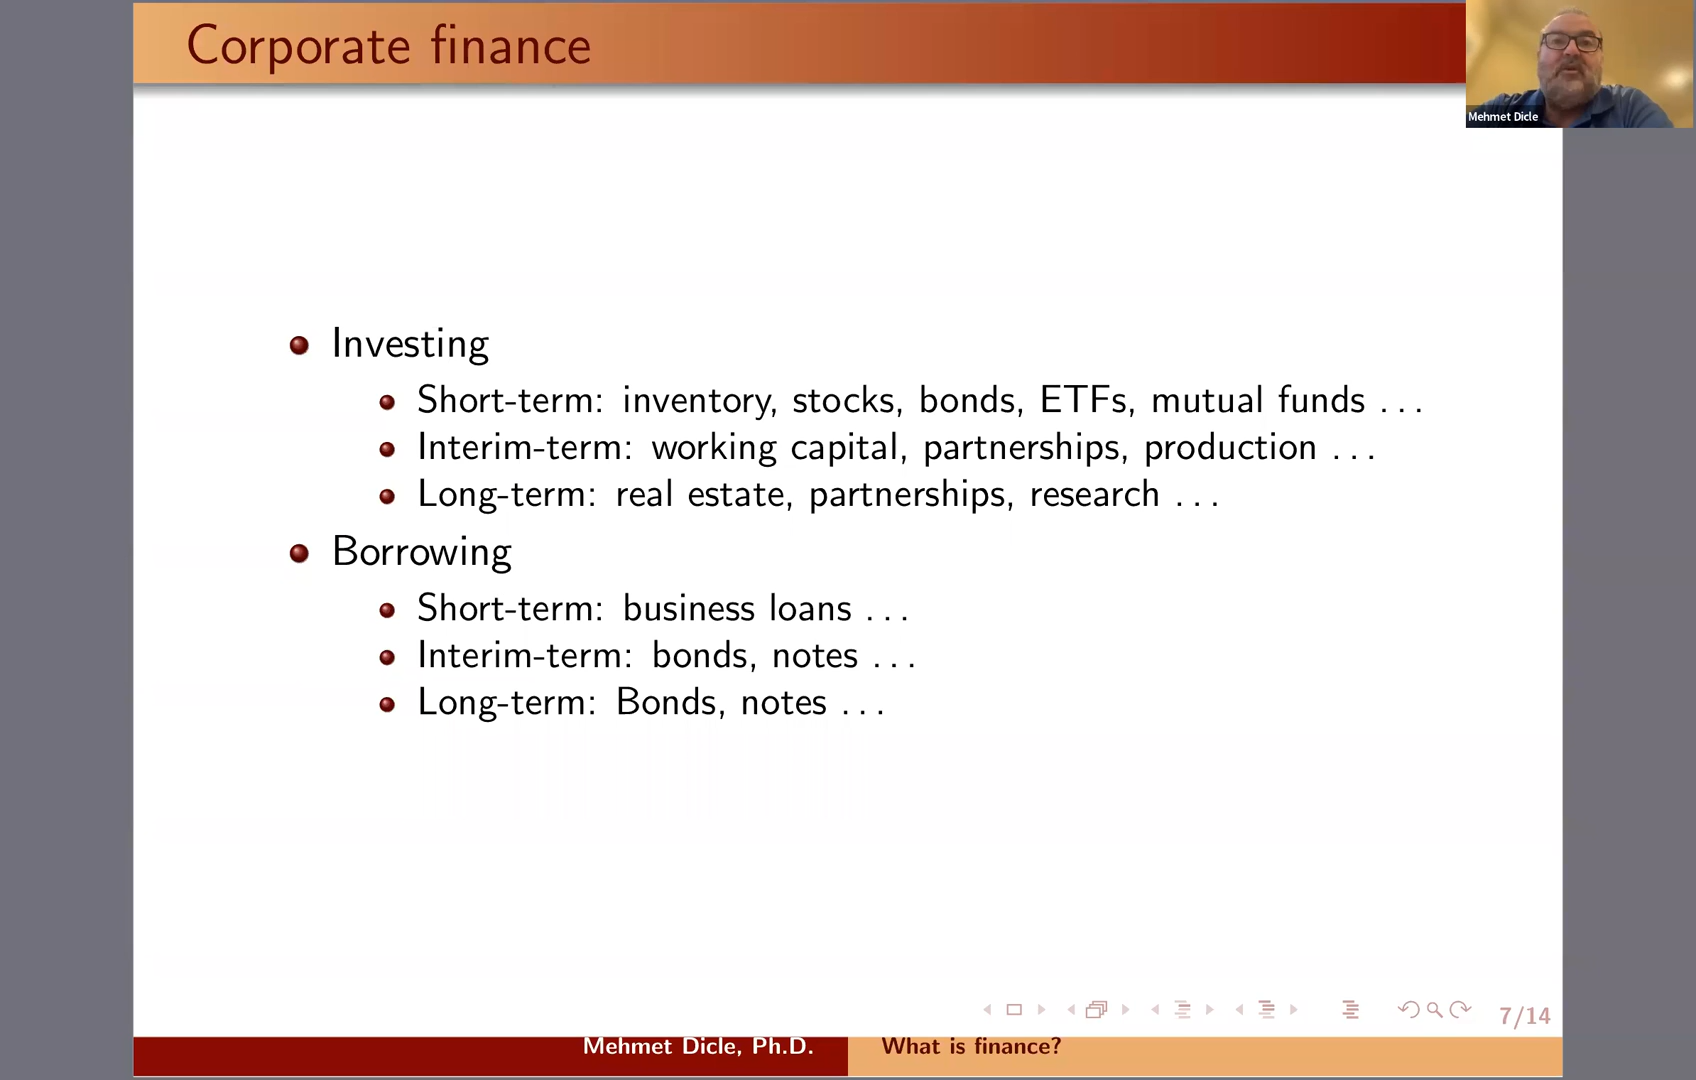 Corporate finance
Mehmet Dicle
Investing
Short-term: inventory, stocks, bonds, ETFs, mutual funds ...
Interim-term: working capital, partnerships, production ...
Long-term: real estate, partnerships, research ...
Borrowing
Short-term: business loans ...
Interim-term: bonds, notes ...
Long-term: Bonds, notes ...
7/14
Mehmet Dicle, Ph.D.
What is finance?